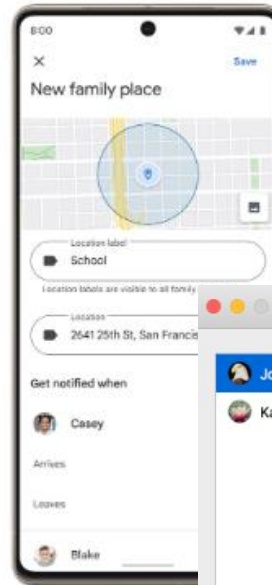 8:00
Save
New family place
Location label
School
Location labels are visible to all family
Location
2641 25th St, San Francis
Get notified when
Casey
Arrives
Leaves
Blake